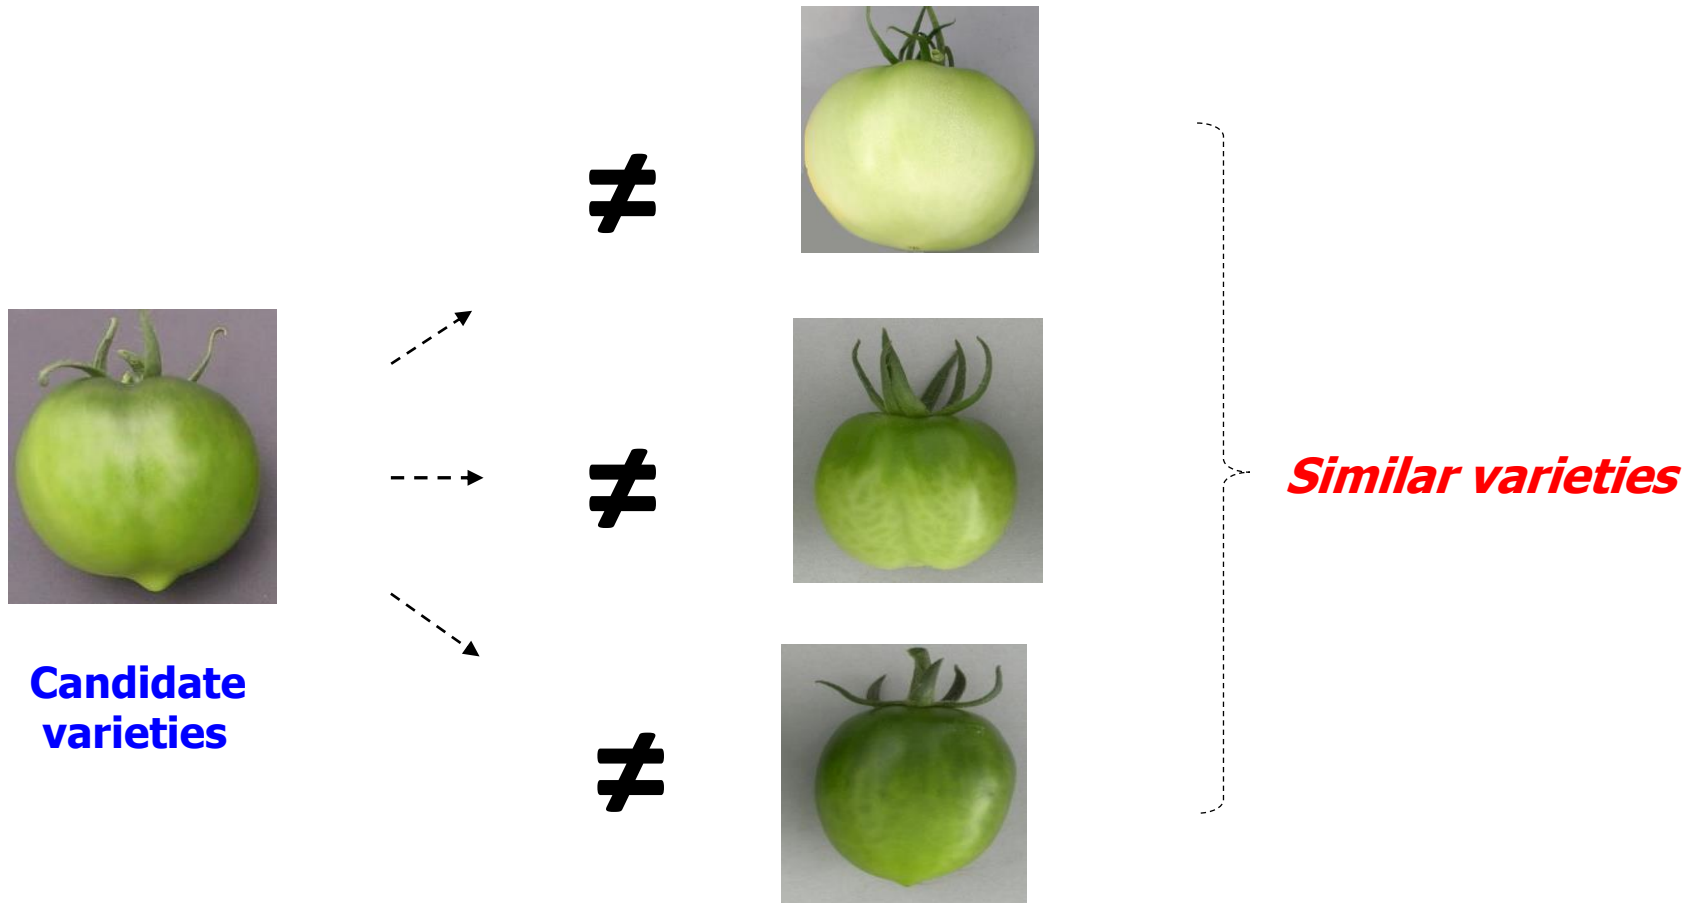 ≠
≠
Similar varieties
Candidate
varieties
≠